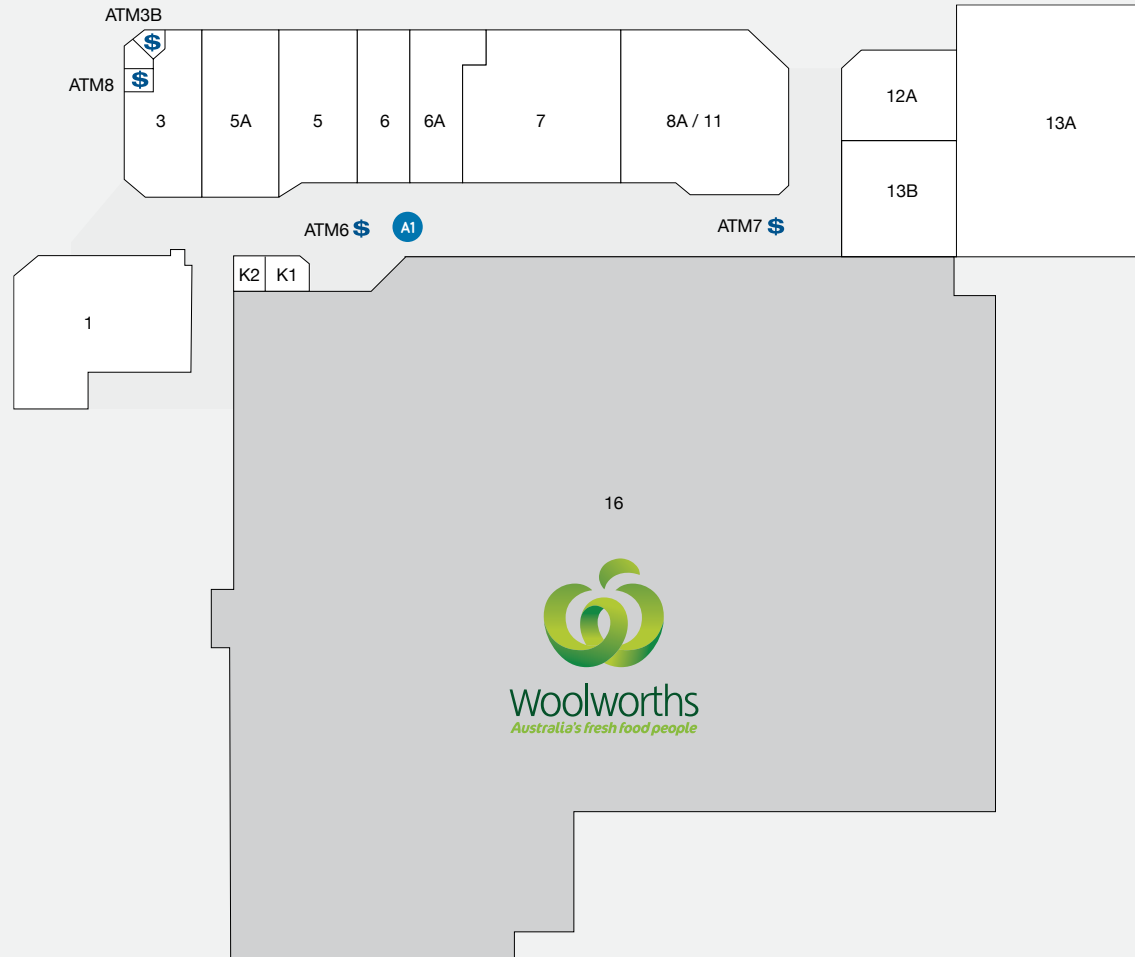 ATM3B
$
ATM8 $
3
5A
5
6
6A
7
8A / 11
12A
13A
13B
ATM6 $
A1
ATM7 $
K2
K1
1
16
Woolworths
Australia's fresh food people